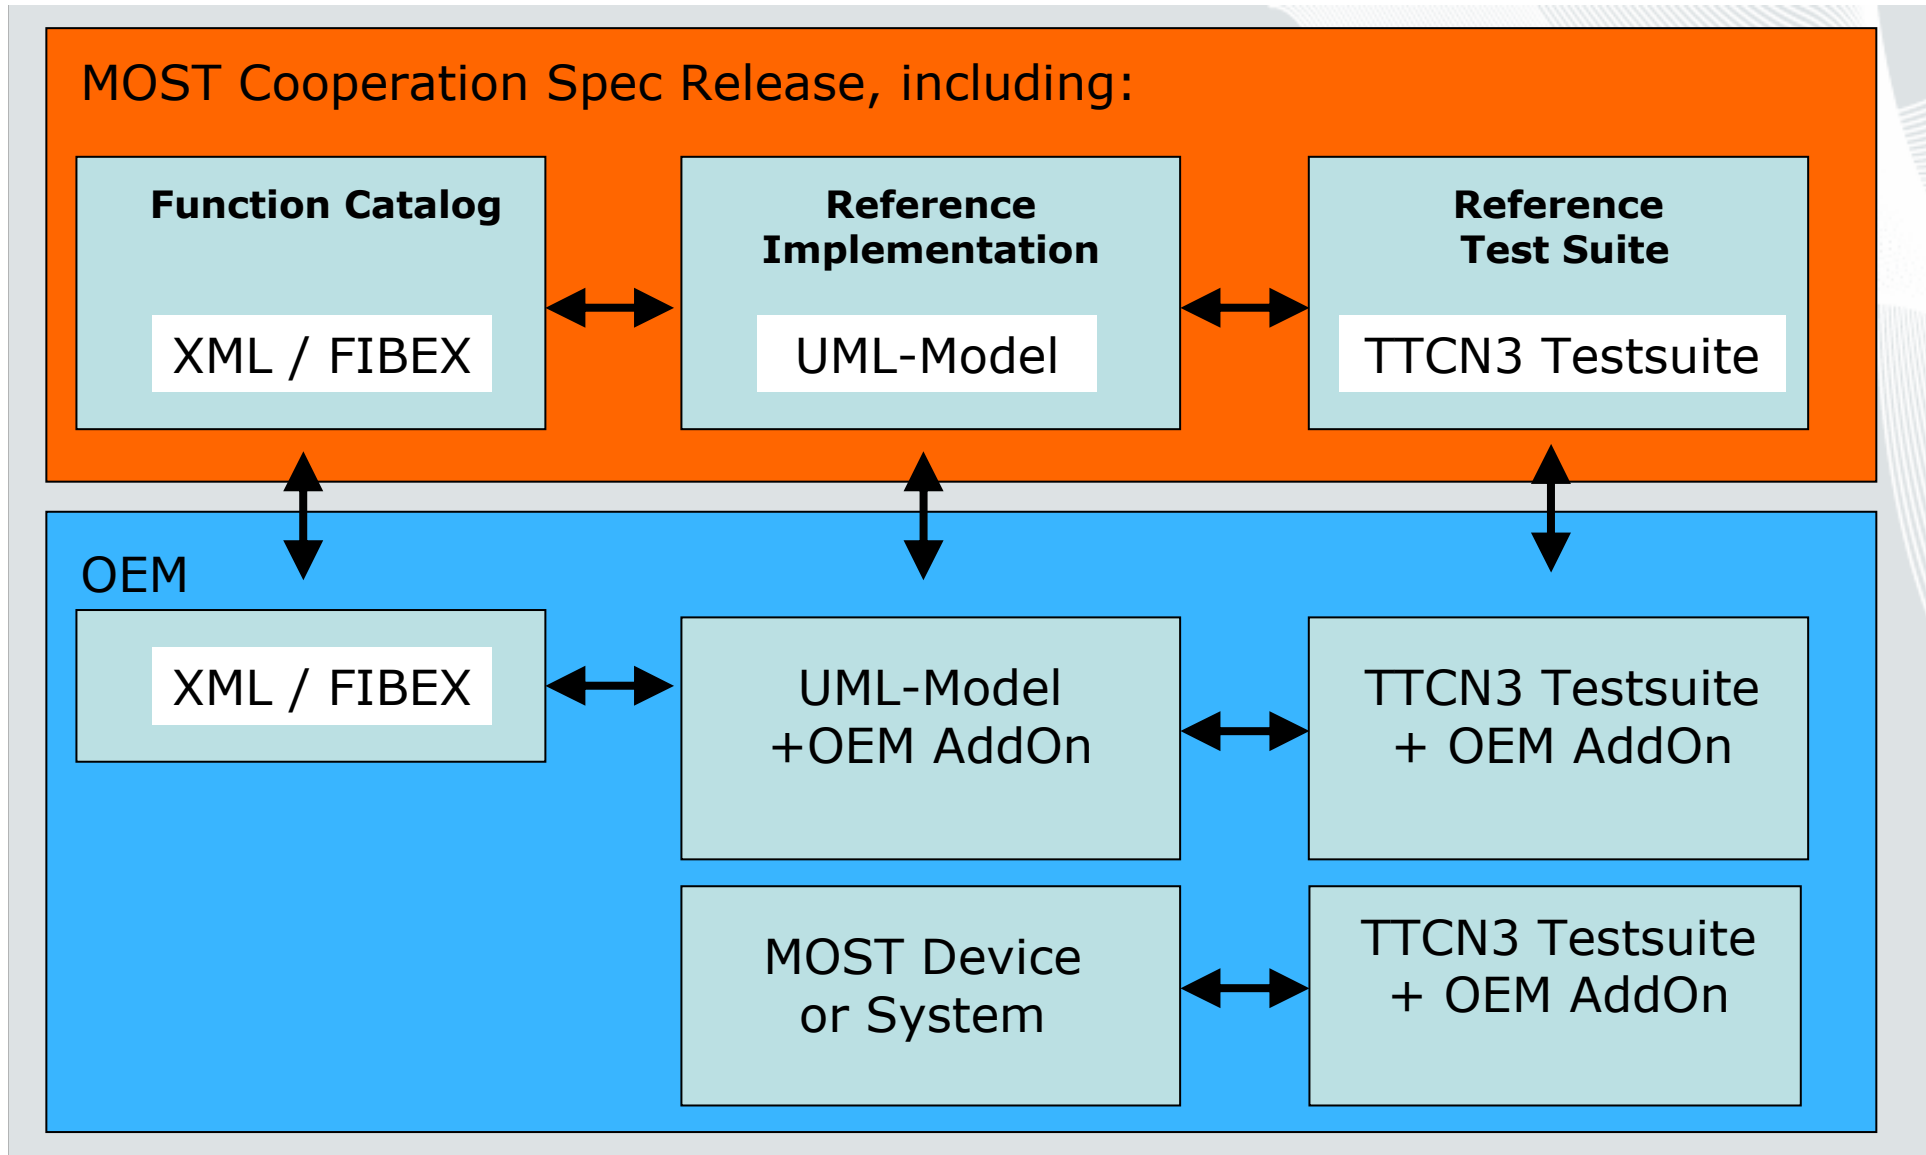 MOST Cooperation Spec Release, including:
Function Catalog
XML / FIBEX
Reference
Implementation
UML-Model
Reference
Test Suite
TTCN3 Testsuite
OEM
XML / FIBEX
UML-Model
+OEM AddOn
TTCN3 Testsuite
+ OEM AddOn
MOST Device
or System
TTCN3 Testsuite
+ OEM AddOn